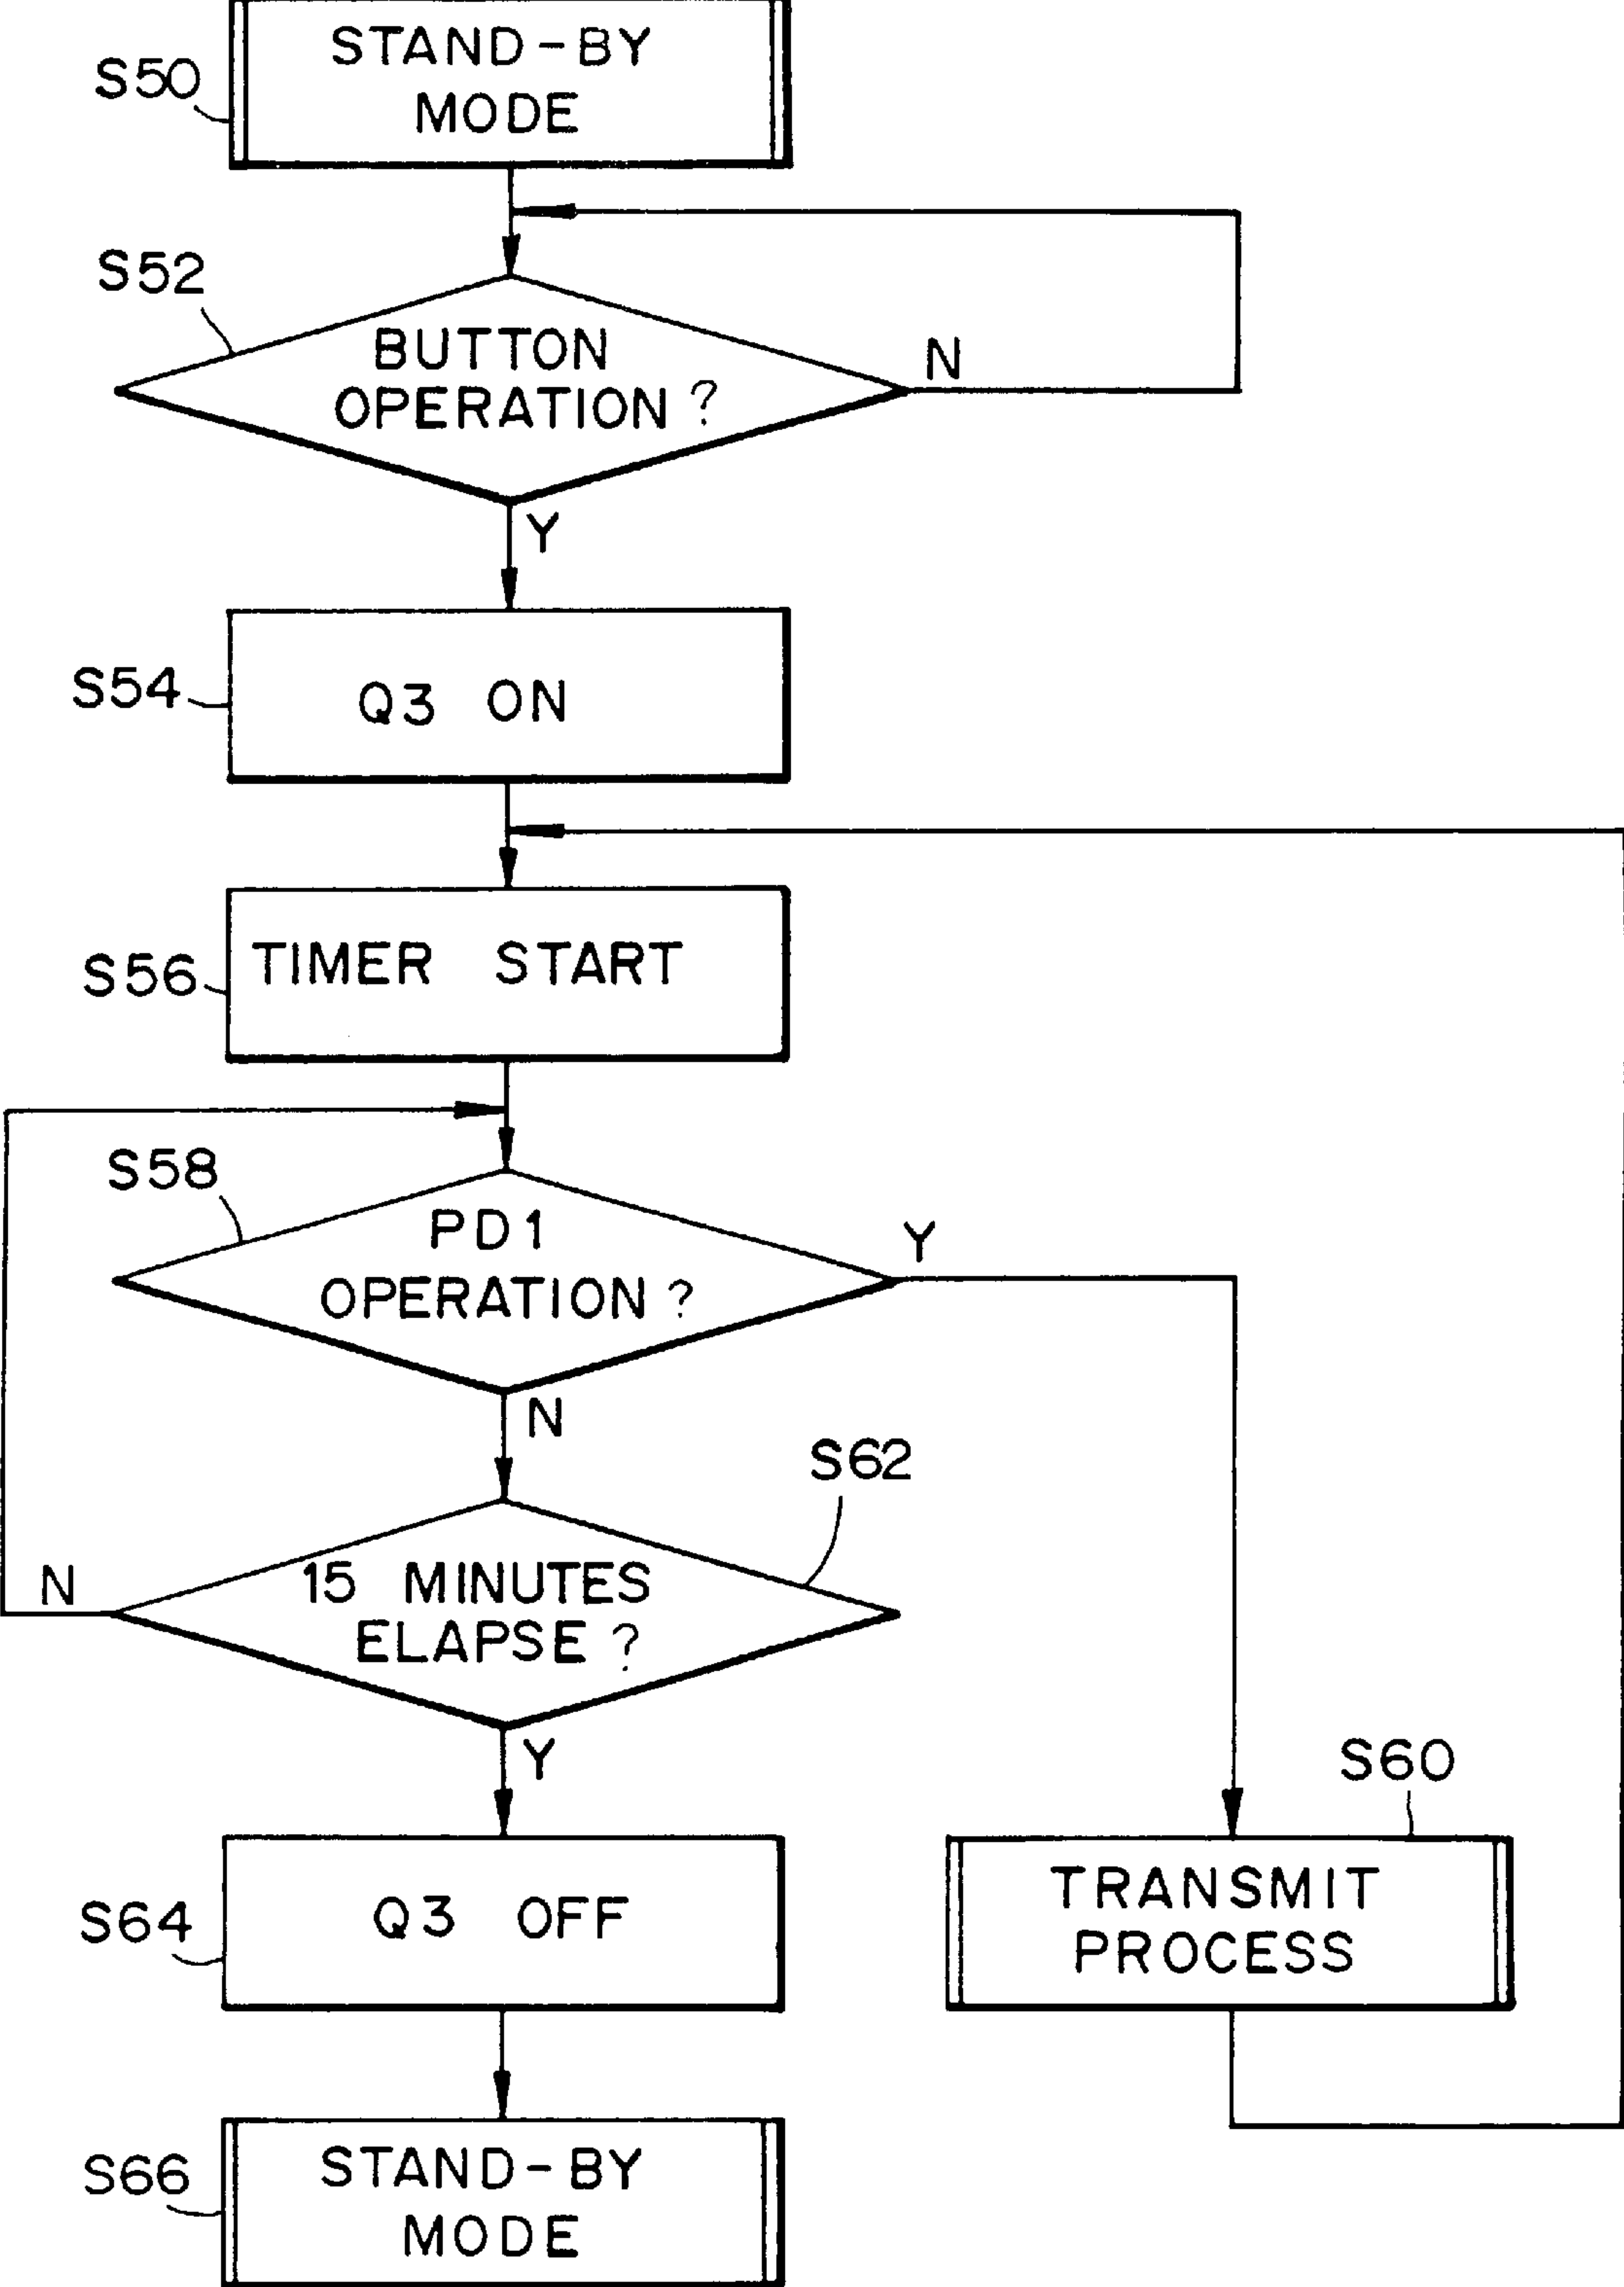 S50
STAND-BY
MODE
S52
BUTTON
OPERATION ?
N
Y
S54
Q3 ON
S56
TIMER START
S58
PD1
OPERATION ?
Y
N
S62
15 MINUTES
ELAPSE ?
N
Y
S60
TRANSMIT
PROCESS
S64
Q3 OFF
S66
STAND-BY
MODE